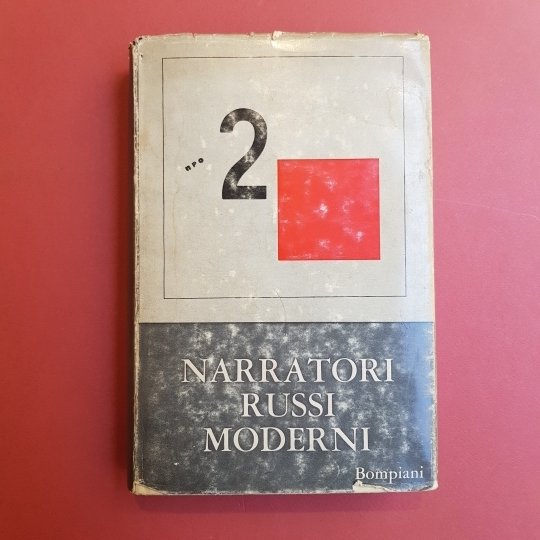 про 2
NARRATORI
RUSSI
MODERNI
Bompiani